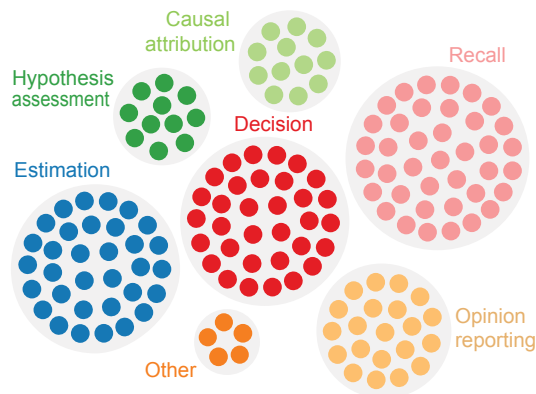 Causal
attribution
Recall
Hypothesis
assessment
Decision
Estimation
Opinion
reporting
Other